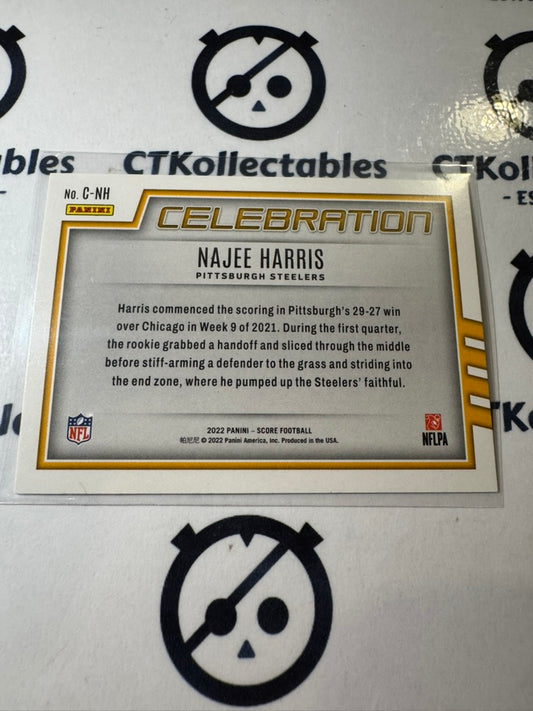 ES
CTKollectables
CTKol
ables
- ES
No. C-NH
PANINI
CELEBRATION
NAJEE HARRIS
PITTSBURGH STEELERS
Harris commenced the scoring in Pittsburgh's 29-27 win
over Chicago in Week 9 of 2021. During the first quarter,
the rookie grabbed a handoff and sliced through the middle
before stiff-arming a defender to the grass and striding into
the end zone, where he pumped up the Steelers' faithful.
NFL
2022 PANINI – SCORE FOOTBALL
帕尼尼 © 2022 Panini America, Inc. Produced in the USA.
NFLPA